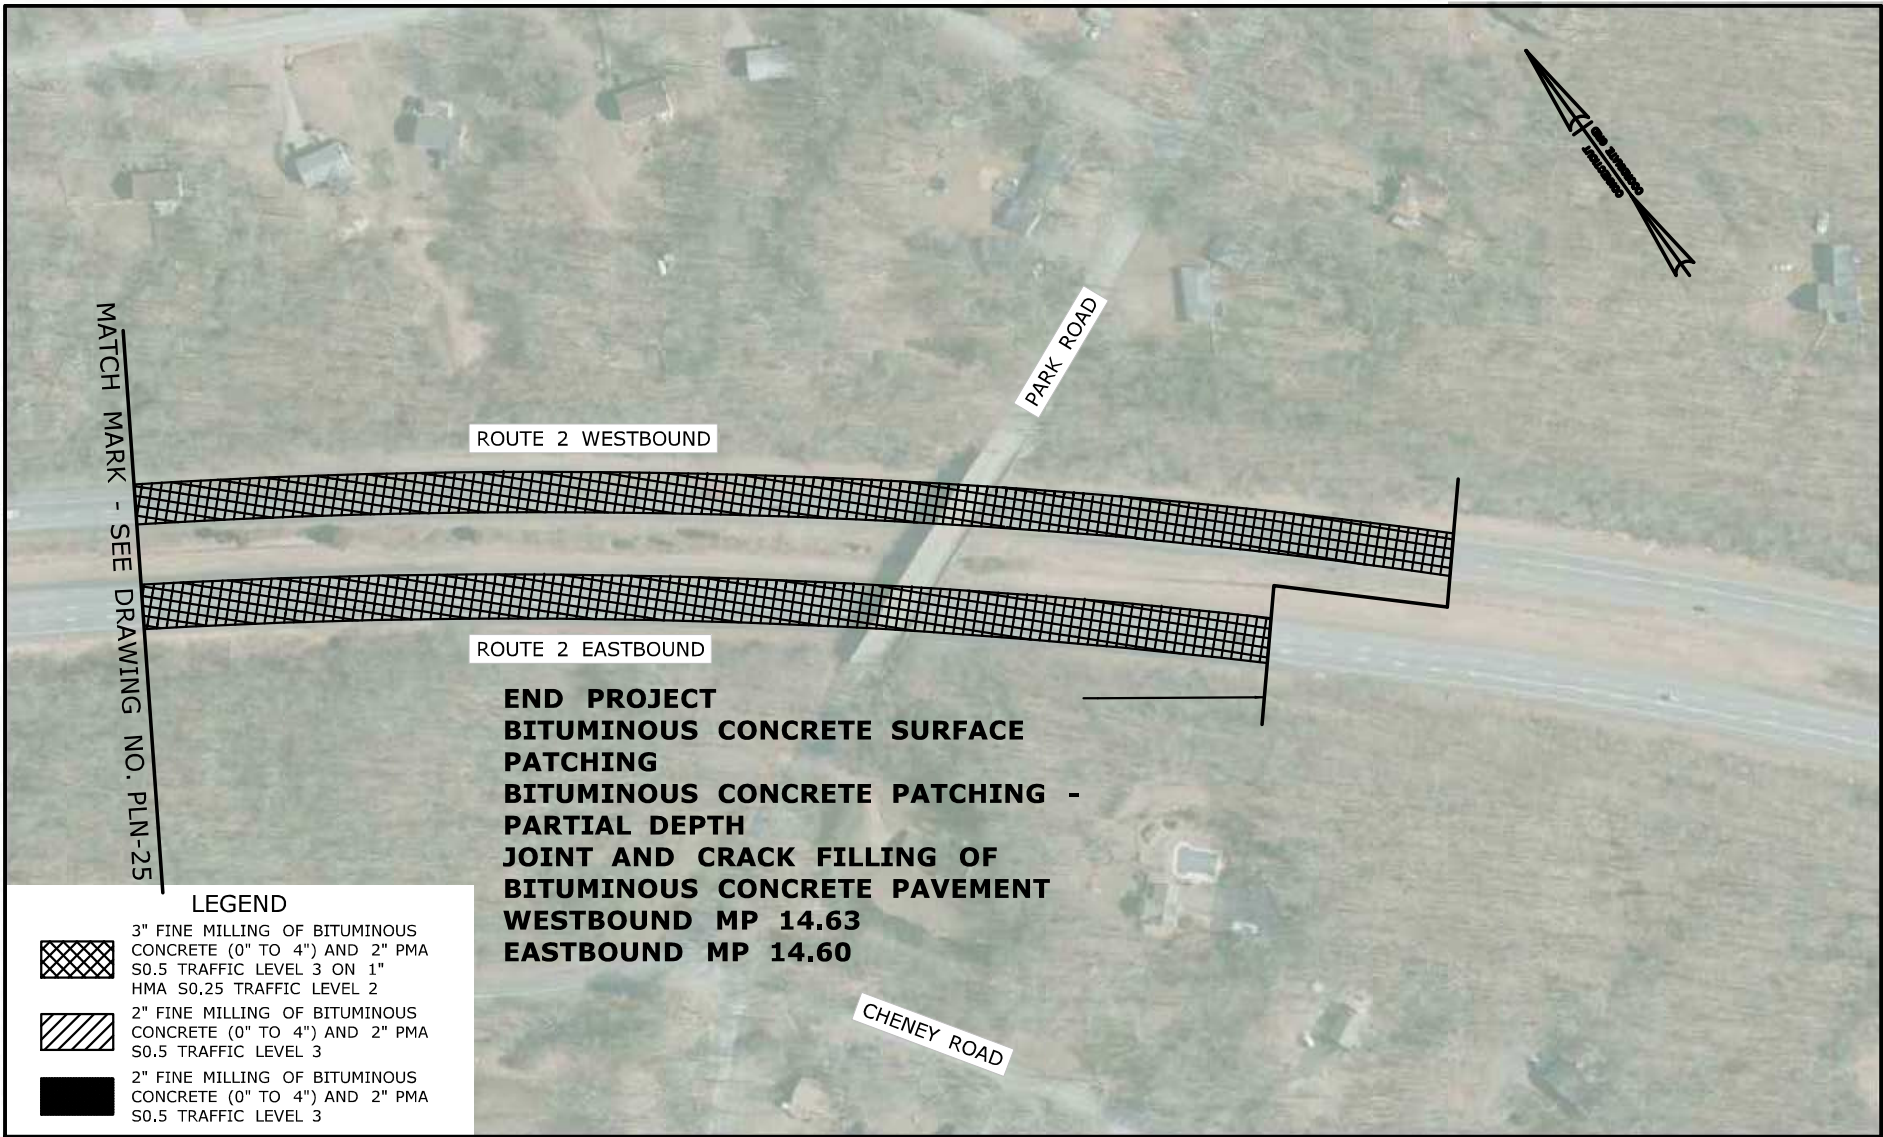 CONNECTICUT
COORDINATE GRID
PARK ROAD
MATCH MARK - SEE DRAWING NO. PLN-25
ROUTE 2 WESTBOUND
ROUTE 2 EASTBOUND
END PROJECT
BITUMINOUS CONCRETE SURFACE
PATCHING
BITUMINOUS CONCRETE PATCHING -
PARTIAL DEPTH
JOINT AND CRACK FILLING OF
BITUMINOUS CONCRETE PAVEMENT
WESTBOUND MP 14.63
EASTBOUND MP 14.60
LEGEND
3" FINE MILLING OF BITUMINOUS
CONCRETE (0" TO 4") AND 2" PMA
S0.5 TRAFFIC LEVEL 3 ON 1"
HMA S0.25 TRAFFIC LEVEL 2
2" FINE MILLING OF BITUMINOUS
CONCRETE (0" TO 4") AND 2" PMA
S0.5 TRAFFIC LEVEL 3
2" FINE MILLING OF BITUMINOUS
CONCRETE (0" TO 4") AND 2" PMA
S0.5 TRAFFIC LEVEL 3
CHENEY ROAD